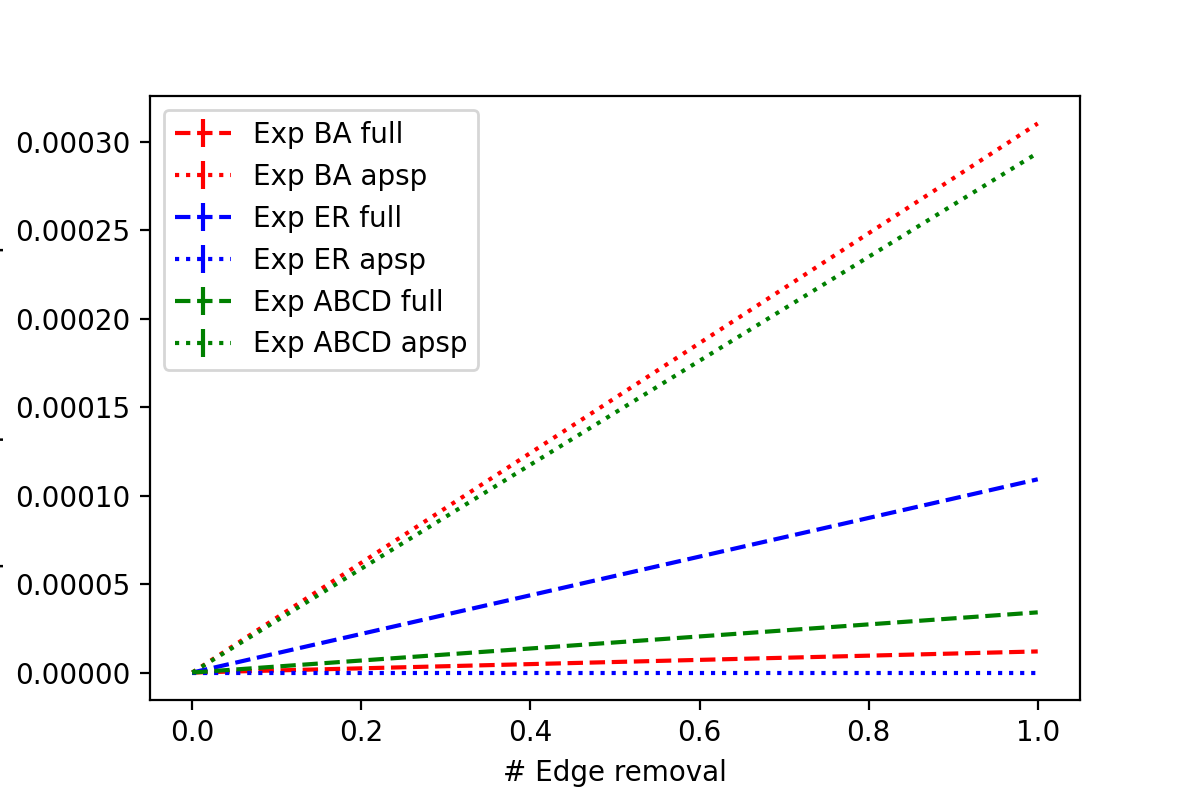 Exp BA full
Exp BA apsp
Exp ER full
Exp ER apsp
Exp ABCD full
Exp ABCD apsp
0.00030
0.00025
0.00020
0.00015
0.00010
0.00005
0.00000
0.0 0.2 0.4 0.6 0.8 1.0
# Edge removal